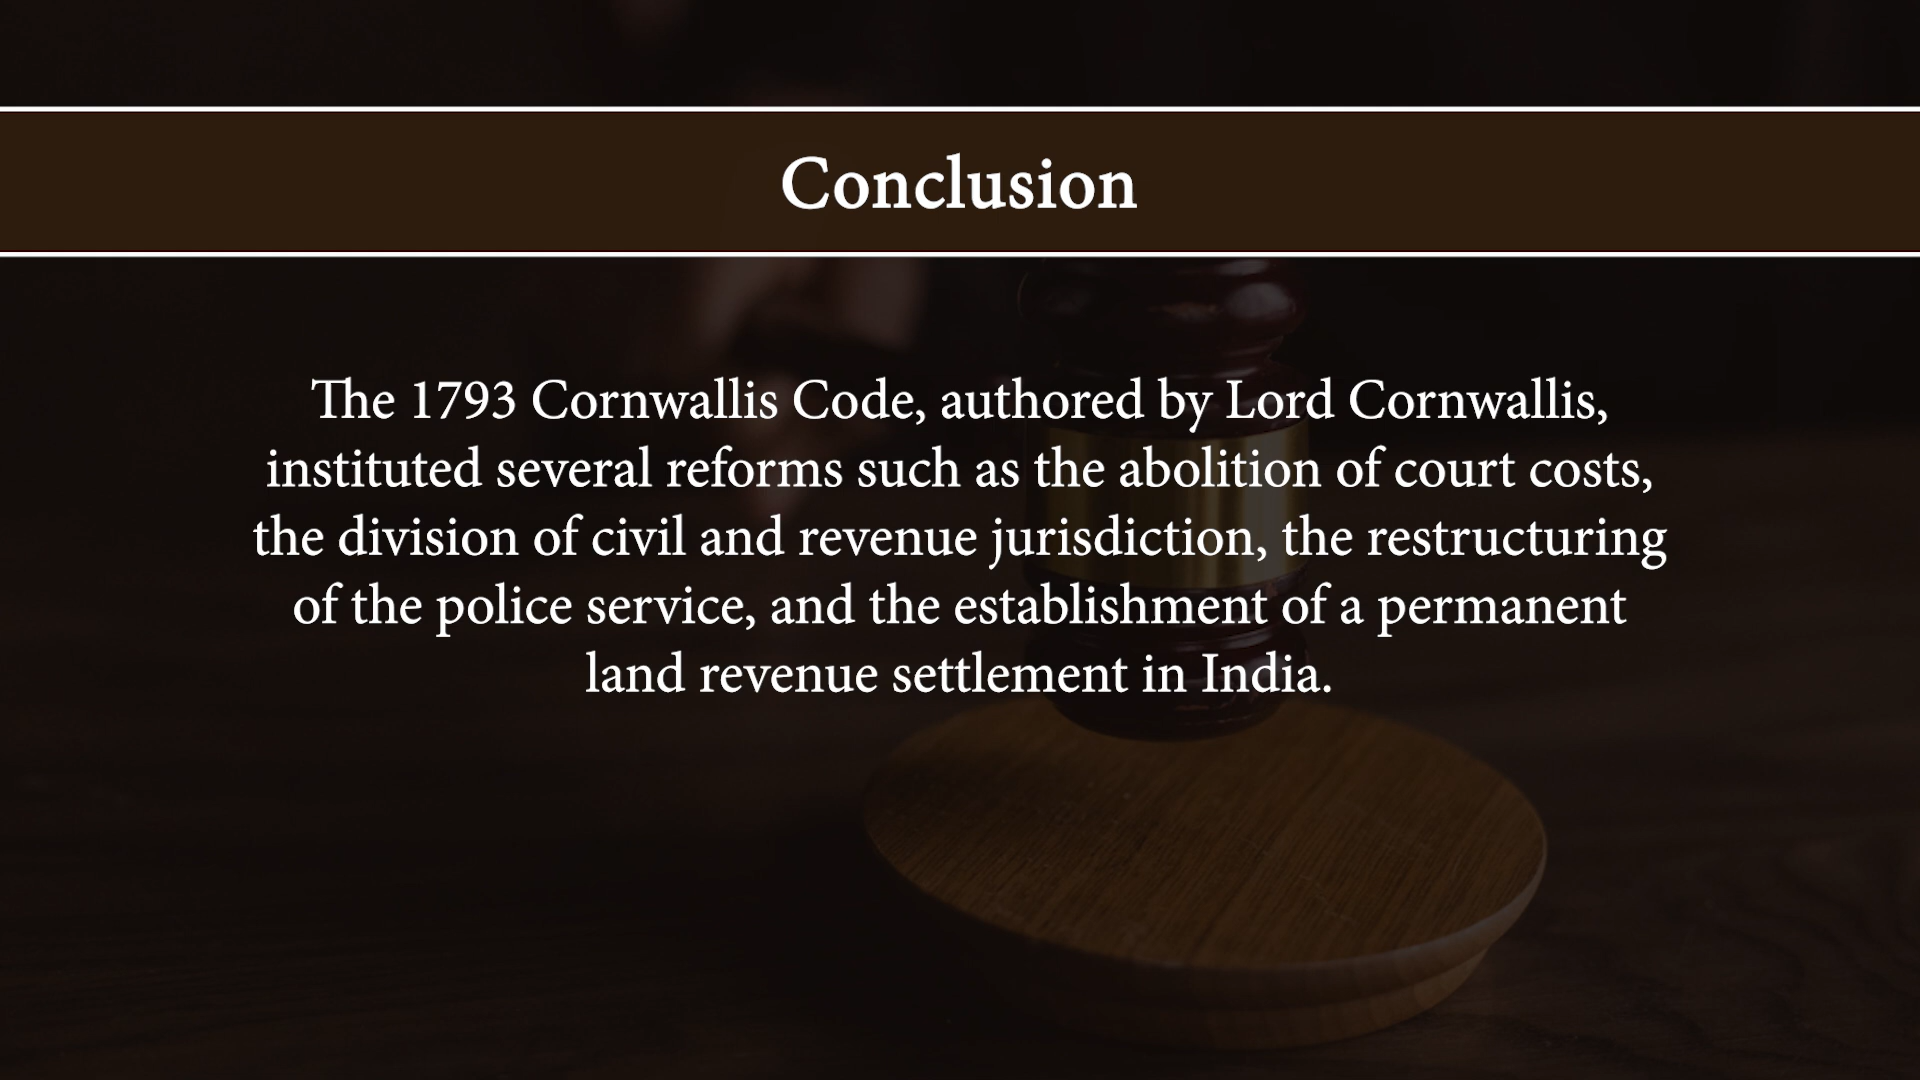 Conclusion
The 1793 Cornwallis Code, authored by Lord Cornwallis,
instituted several reforms such as the abolition of court costs,
the division of civil and revenue jurisdiction, the restructuring
of the police service, and the establishment of a permanent
land revenue settlement in India.